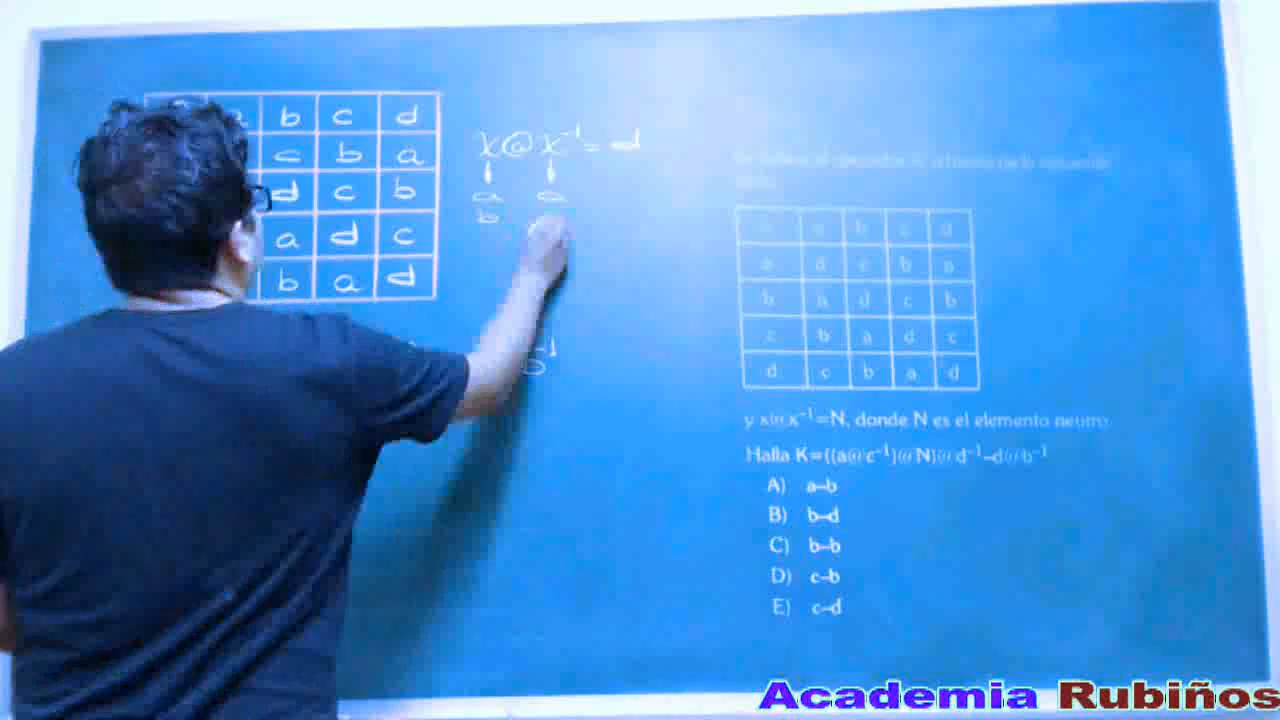 b c d
c b a
d c b
a d c
b a d
x @ x⁻¹ = d
a a
b
a b c d
a d c b a
b a d c b
c b a d c
d c b a d
y x@x⁻¹=N, donde N es el elemento neutro
Halla K=((a@c⁻¹)@N)@d⁻¹–d@b⁻¹
A) a–b
B) b–d
C) b–b
D) c–b
E) c–d
Academia Rubiños